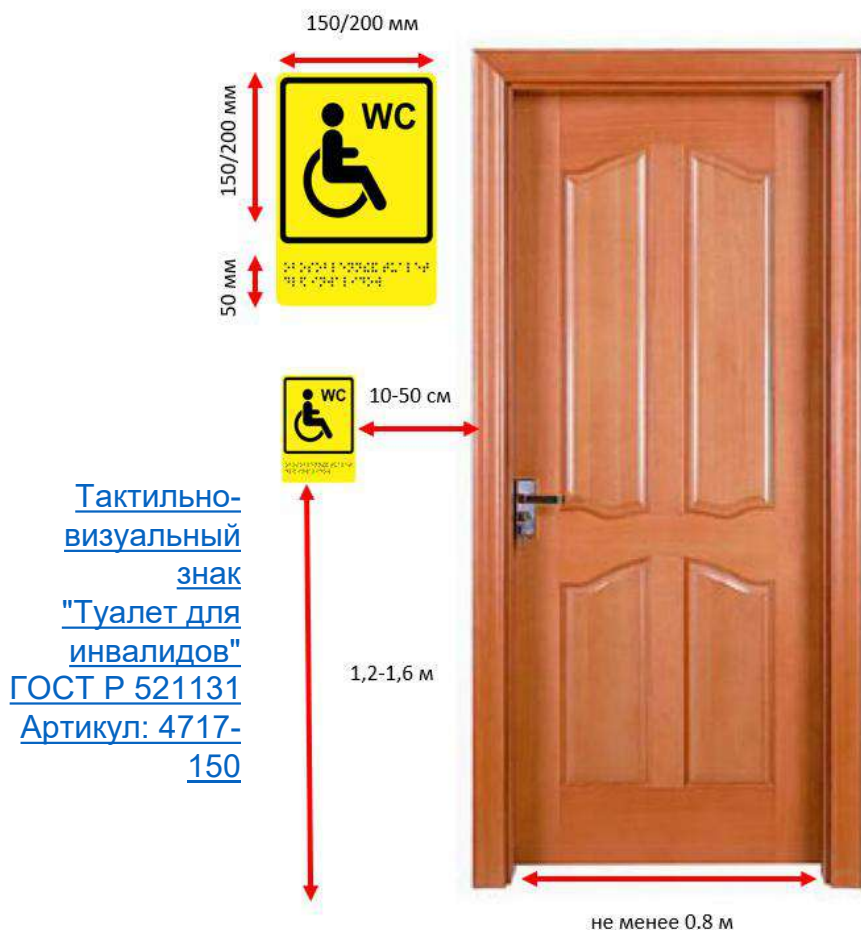 150/200 мм
150/200 мм
WC
50 мм
WC
10-50 см
Тактильно-
визуальный
знак
"Туалет для
инвалидов"
ГОСТ Р 521131
Артикул: 4717-
150
1,2-1,6 м
не менее 0.8 м